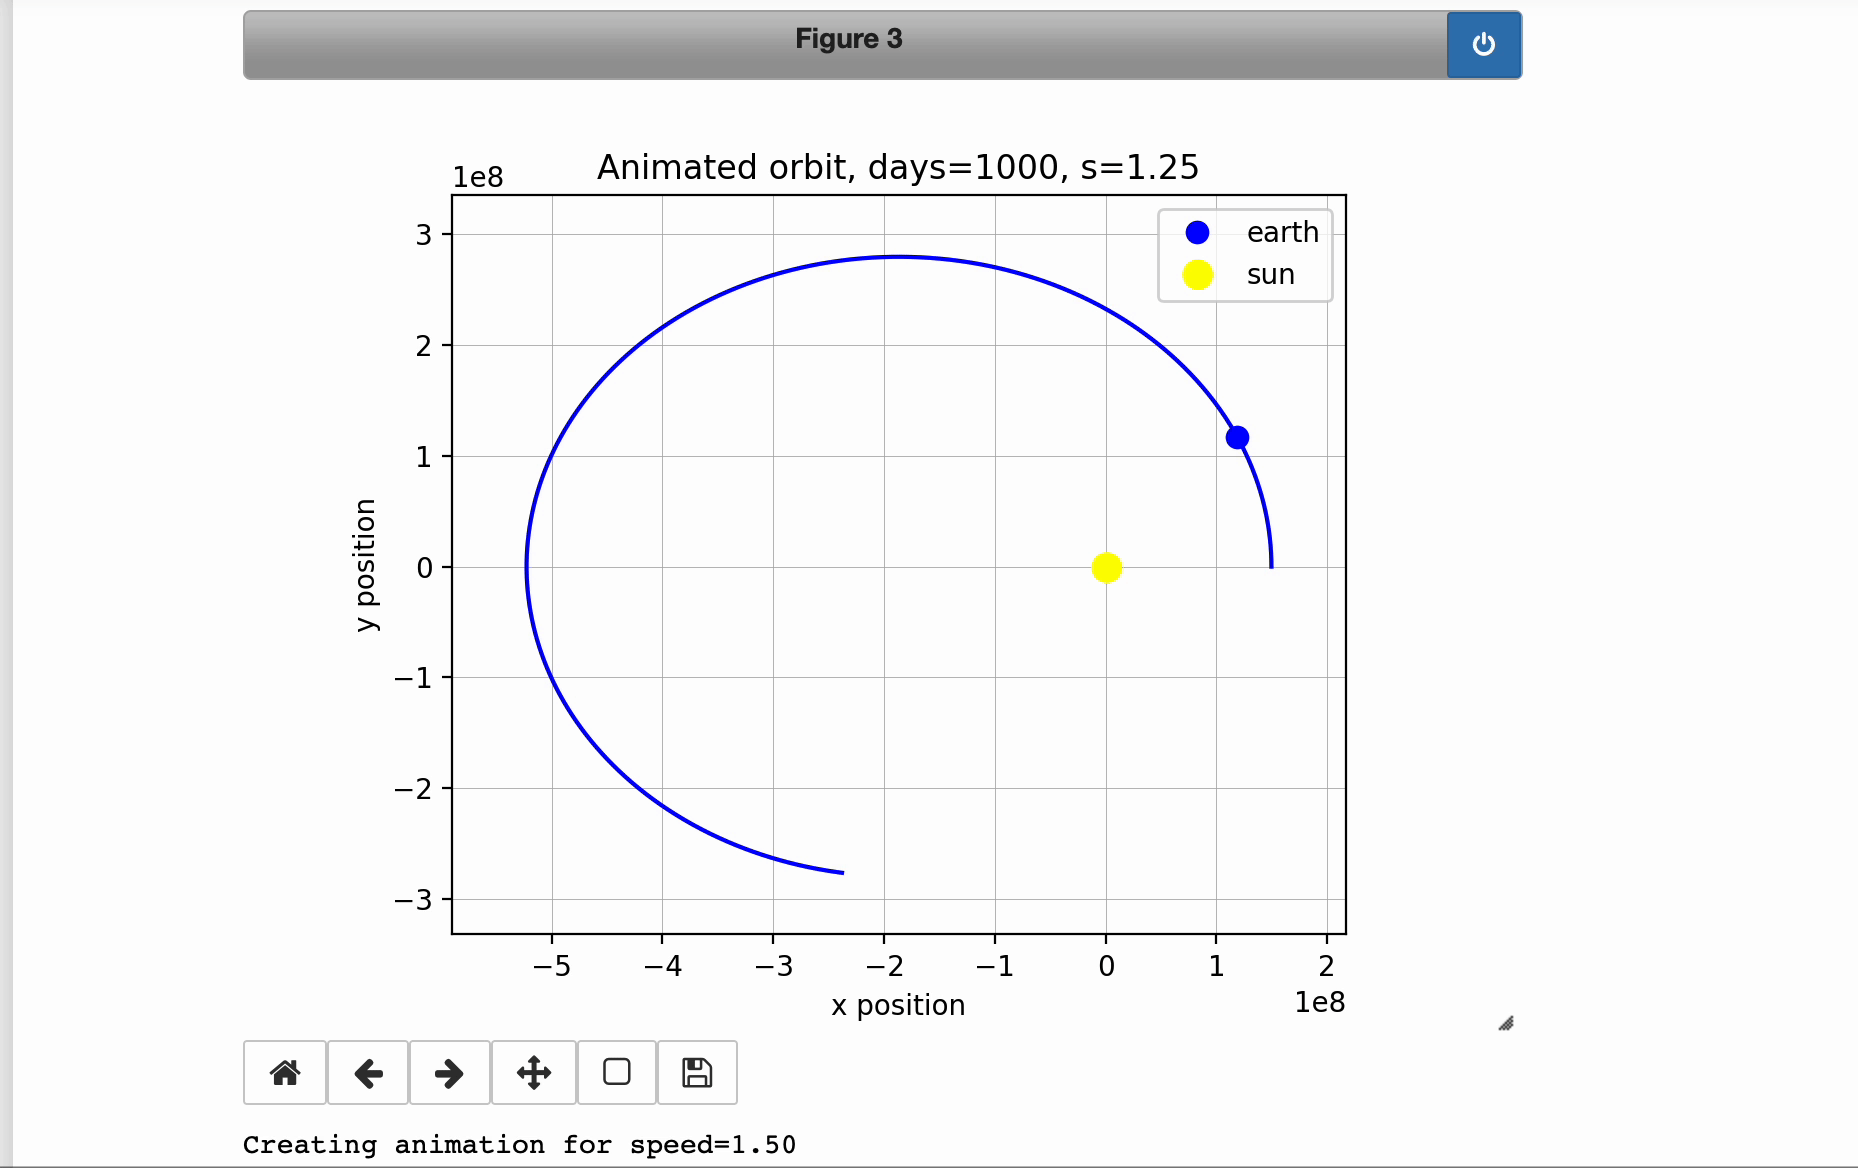 Figure 3
Animated orbit, days=1000, s=1.25
1e8
earth
sun
3
2
1
0
−1
−2
−3
y position
−5 −4 −3 −2 −1 0 1 2
x position
1e8
Creating animation for speed=1.50